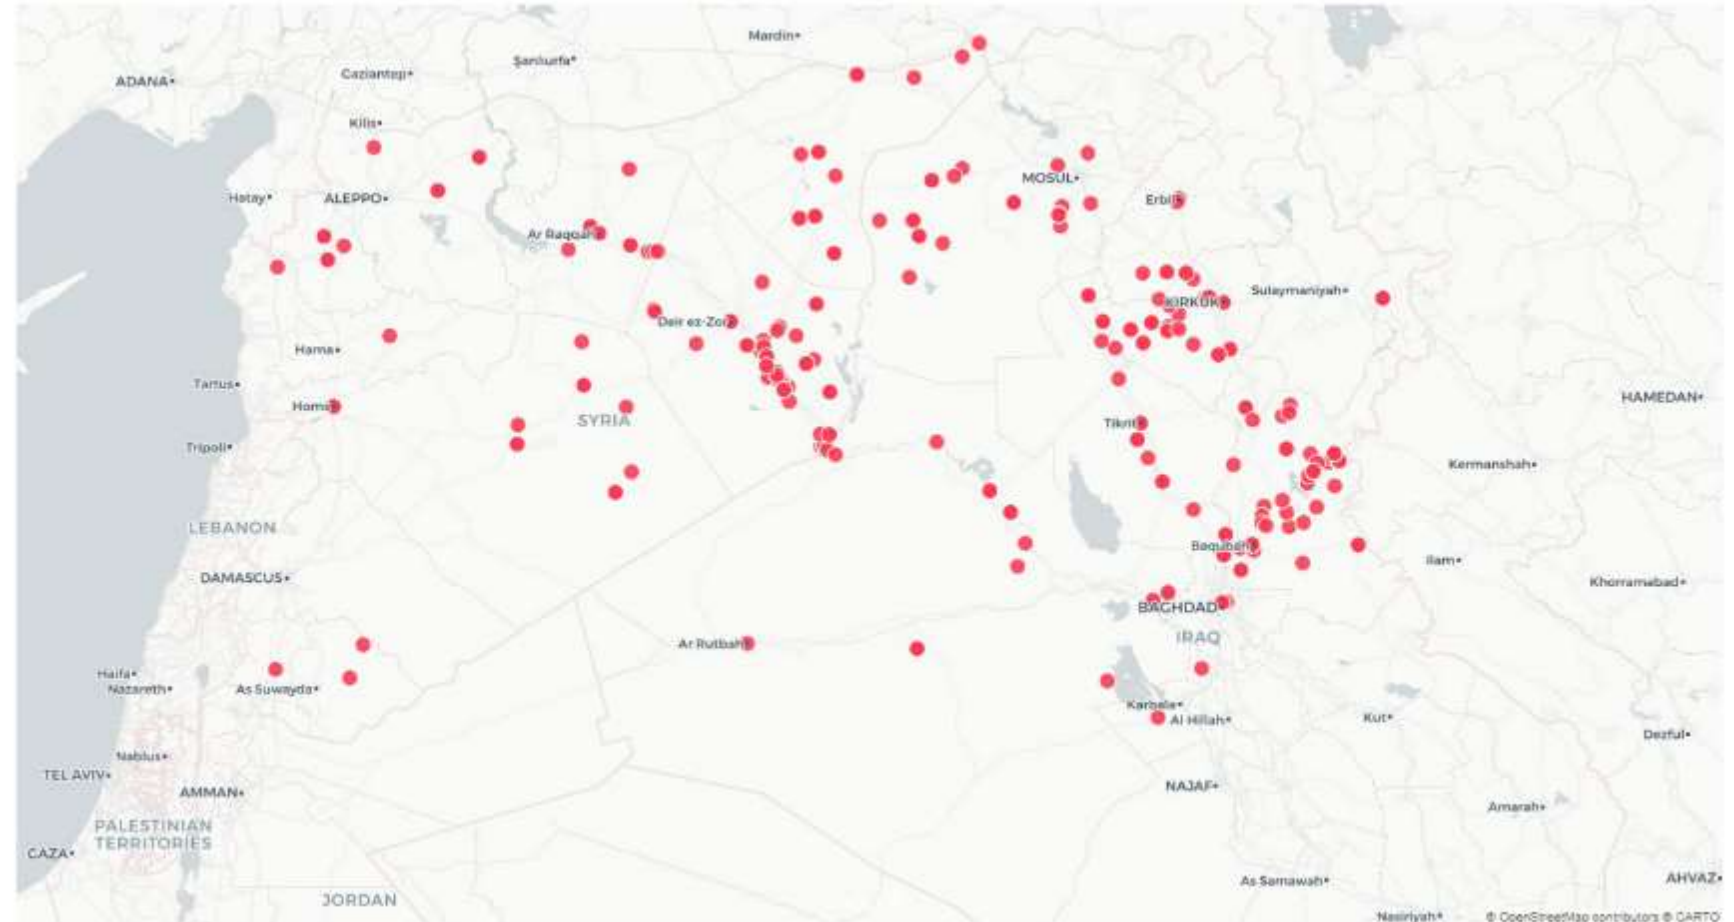 Mardin
Şanlıurfa
Gaziantep
ADANA
Kilis
MOSUL
Hatay
ALEPPO
Erbil
Ar Raqqah
Sulaymaniyah
KIRKUK
Deir ez-Zor
Hama
Tartus
HAMEDAN
Homs
SYRIA
Tikrit
Tripoli
Kermanshah
LEBANON
Baqubah
Ilam
DAMASCUS
Khorramabad
BAGHDAD
IRAQ
Ar Rutbah
Haifa
Nazareth
As Suwayda
Karbala
Al Hillah
Kut
Dezful
Nablus
TEL AVIV
NAJAF
AMMAN
Amarah
PALESTINIAN
TERRITORIES
GAZA
As Samawah
AHVAZ
JORDAN
Nasiriyah
© OpenStreetMap contributors © CARTO